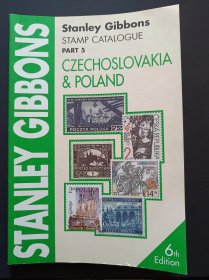 STANLEY GIBBONS
Stanley Gibbons
STAMP CATALOGUE
PART 5
CZECHOSLOVAKIA
& POLAND
POCZTA POLSKA
6th
Edition